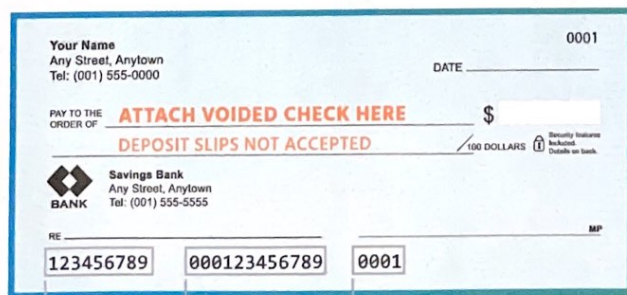 Your Name
0001
Any Street, Anytown
Tel: (001) 555-0000
DATE
PAY TO THE
ORDER OF
ATTACH VOIDED CHECK HERE
$
DEPOSIT SLIPS NOT ACCEPTED
/100 DOLLARS
Security features
Included.
Details on back.
Savings Bank
Any Street, Anytown
Tel: (001) 555-5555
BANK
RE
MP
123456789
000123456789
0001